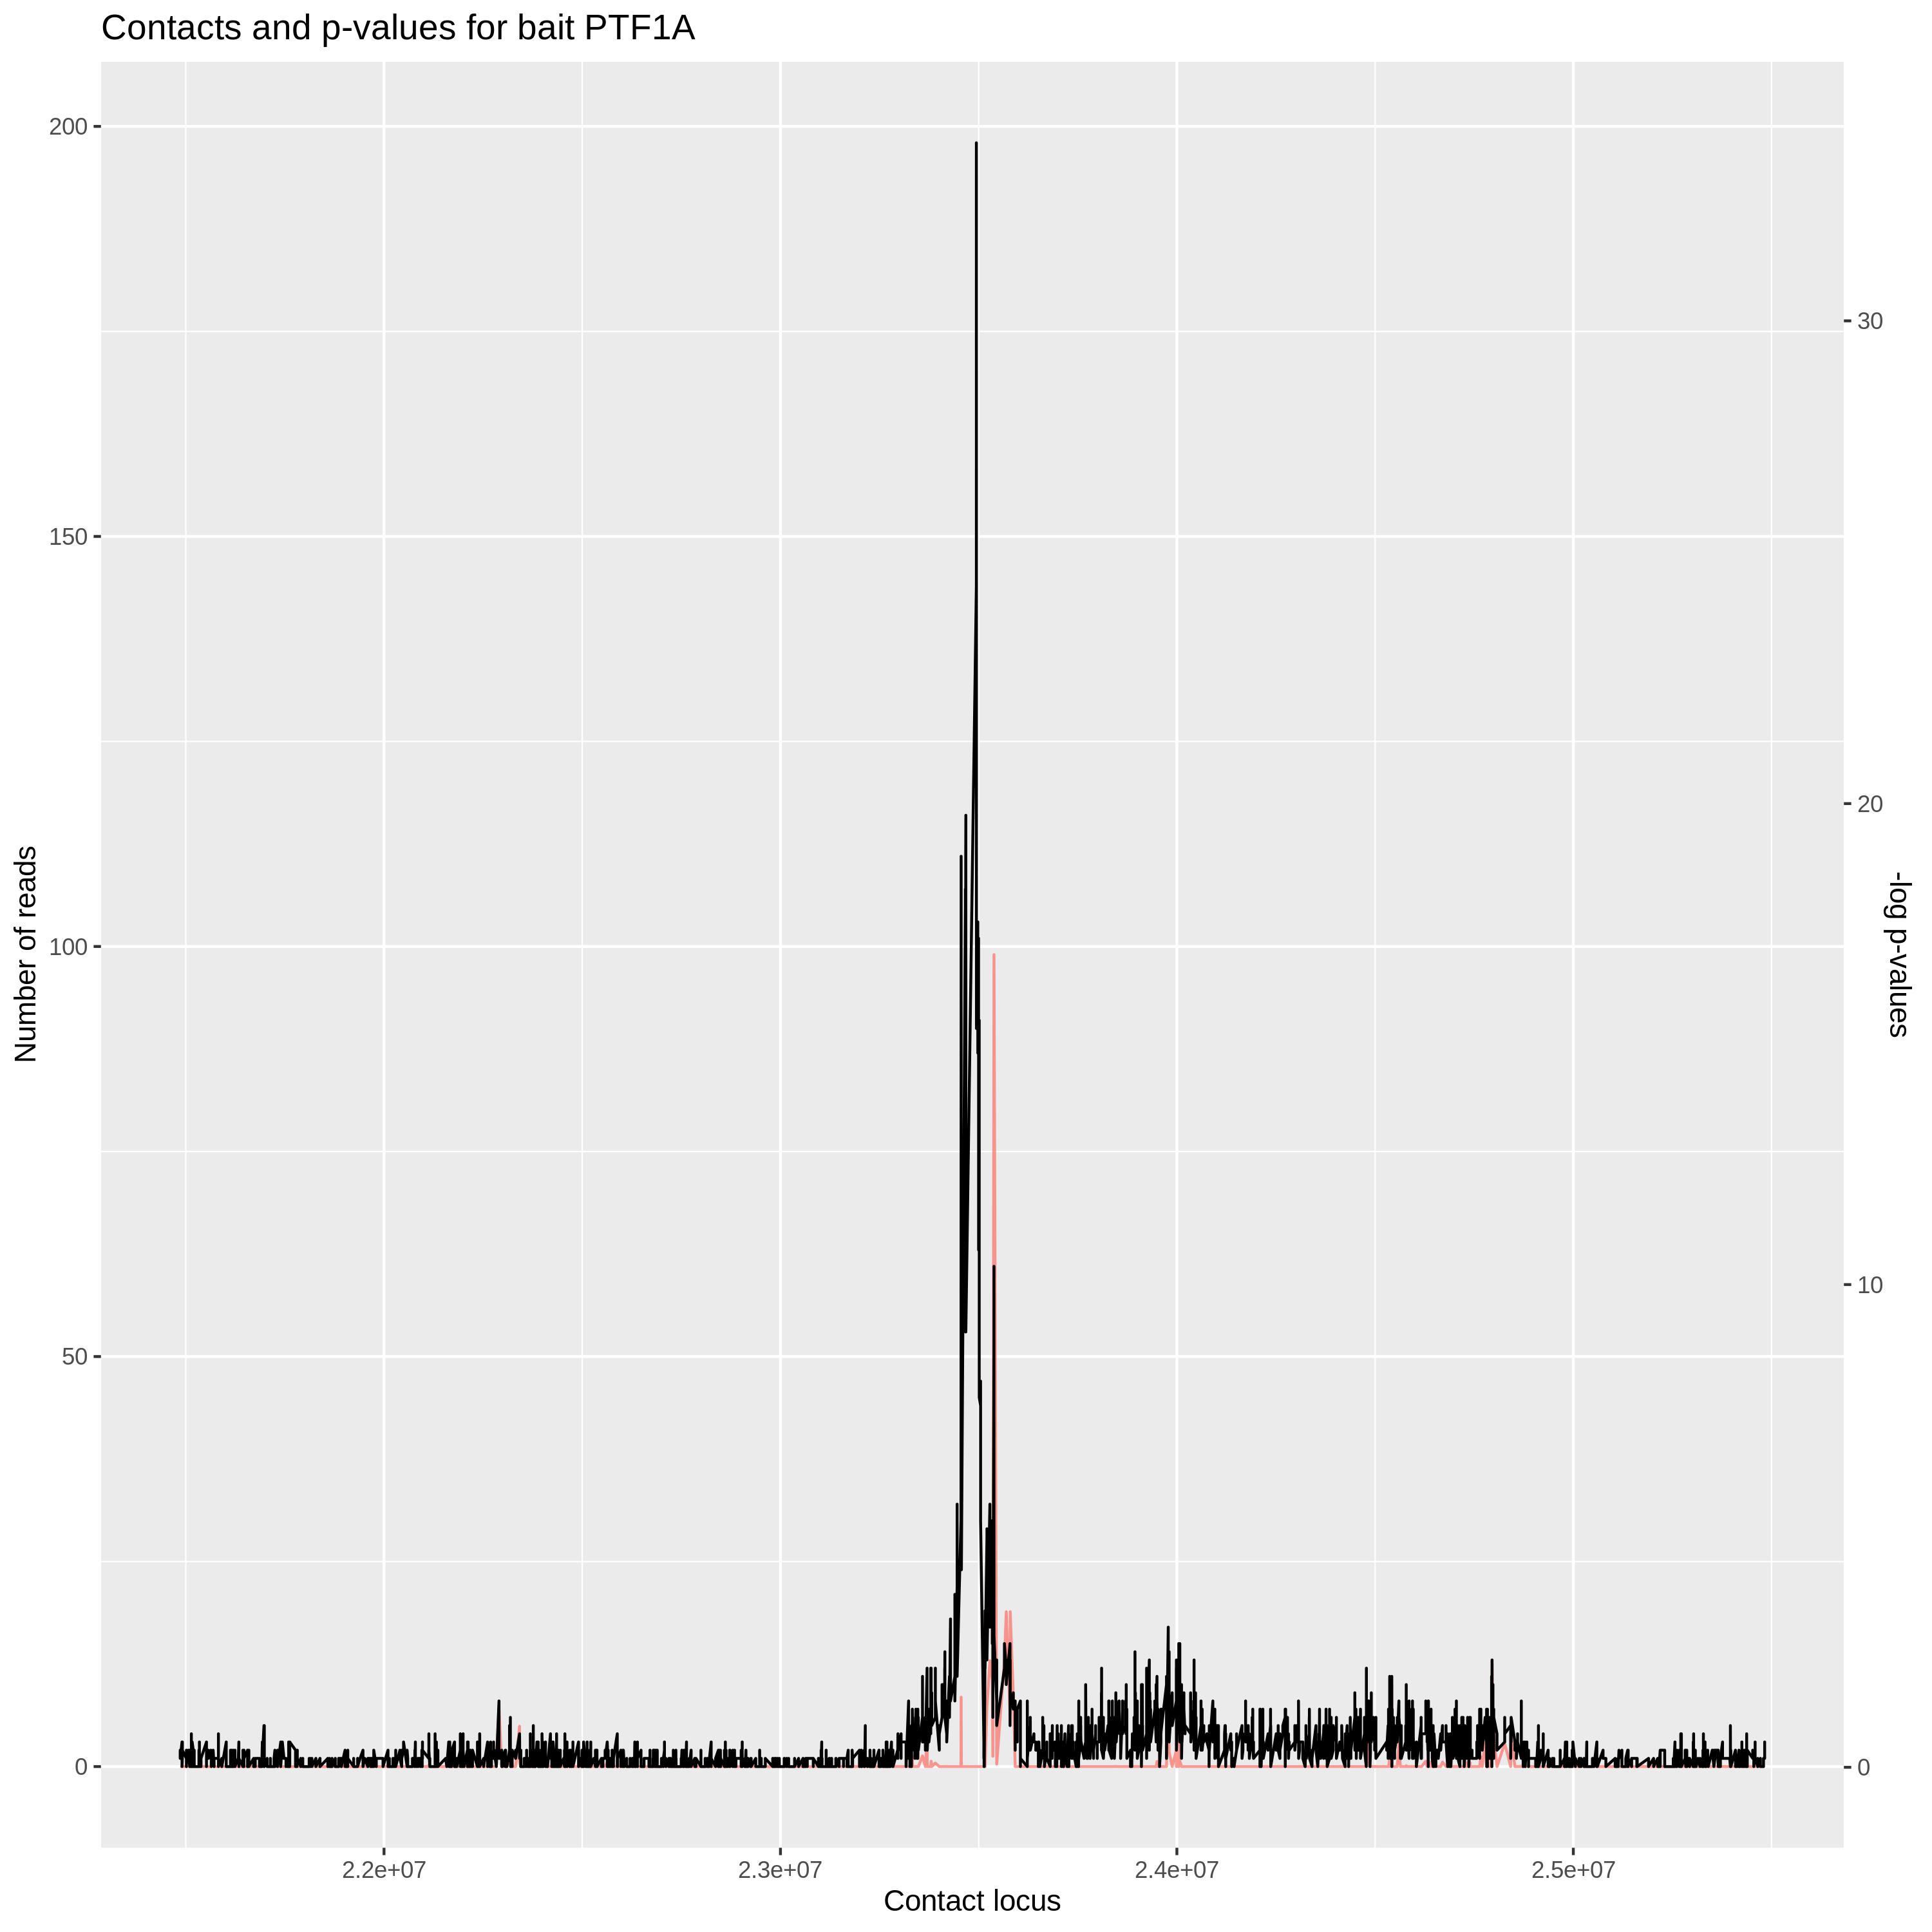 Contacts and p-values for bait PTF1A
200
150
100
50
0
Number of reads
30
20
10
0
-log p-values
2.2e+07
2.3e+07
2.4e+07
2.5e+07
Contact locus